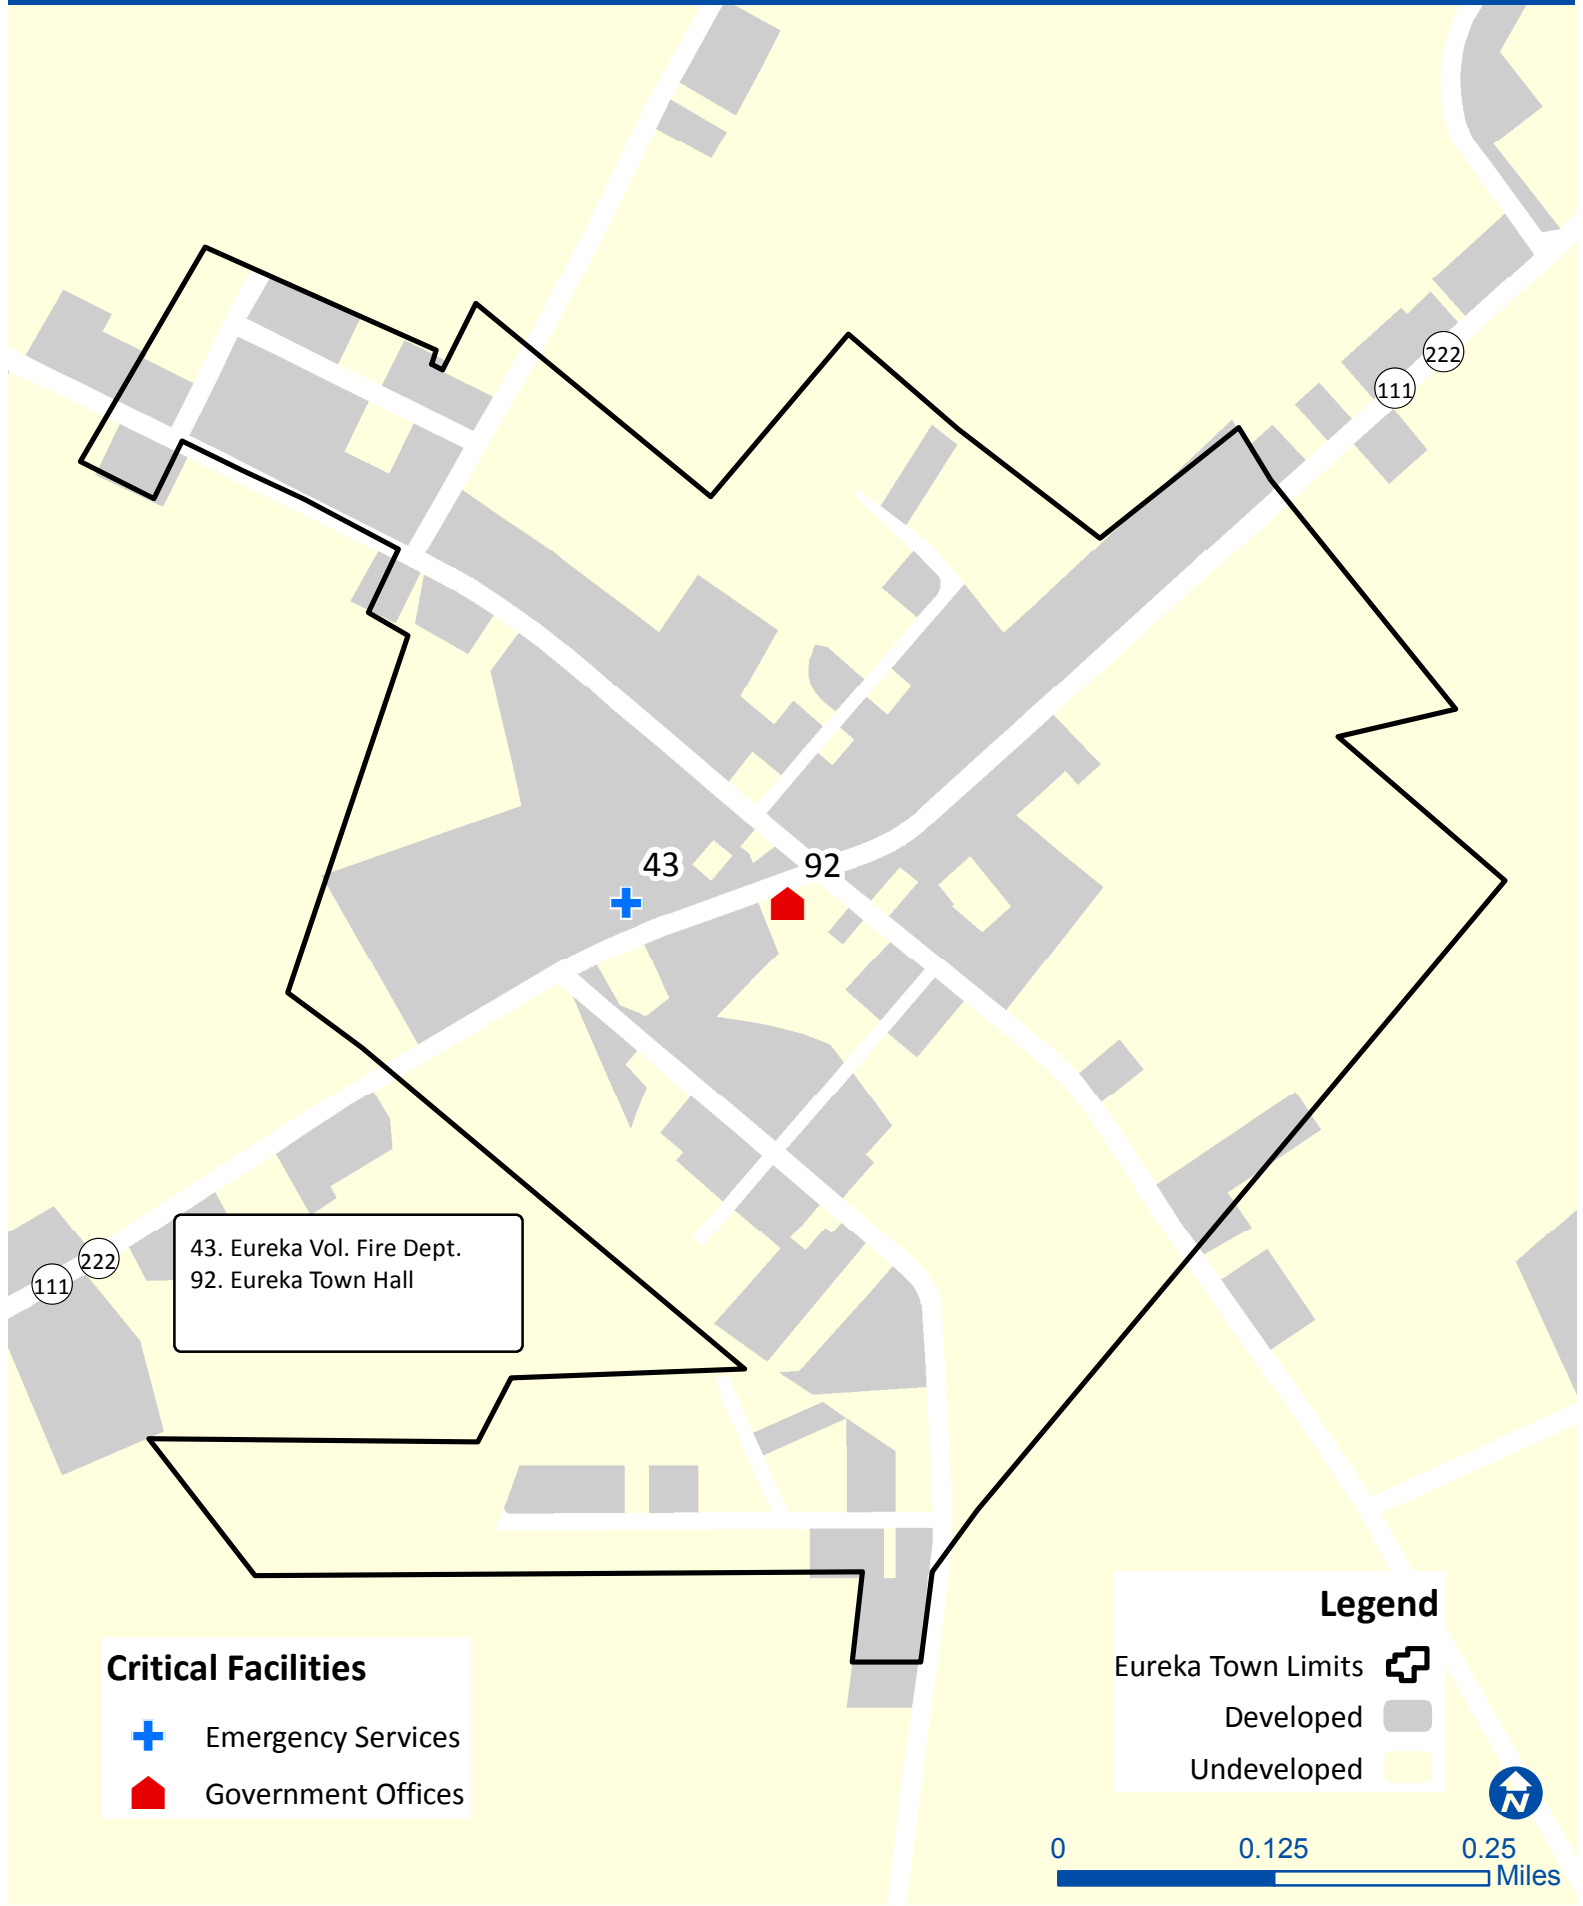 222
111
43
92
43. Eureka Vol. Fire Dept.
92. Eureka Town Hall
222
111
Critical Facilities
Emergency Services
Government Offices
Legend
Eureka Town Limits
Developed
Undeveloped
N
0 0.125 0.25
Miles